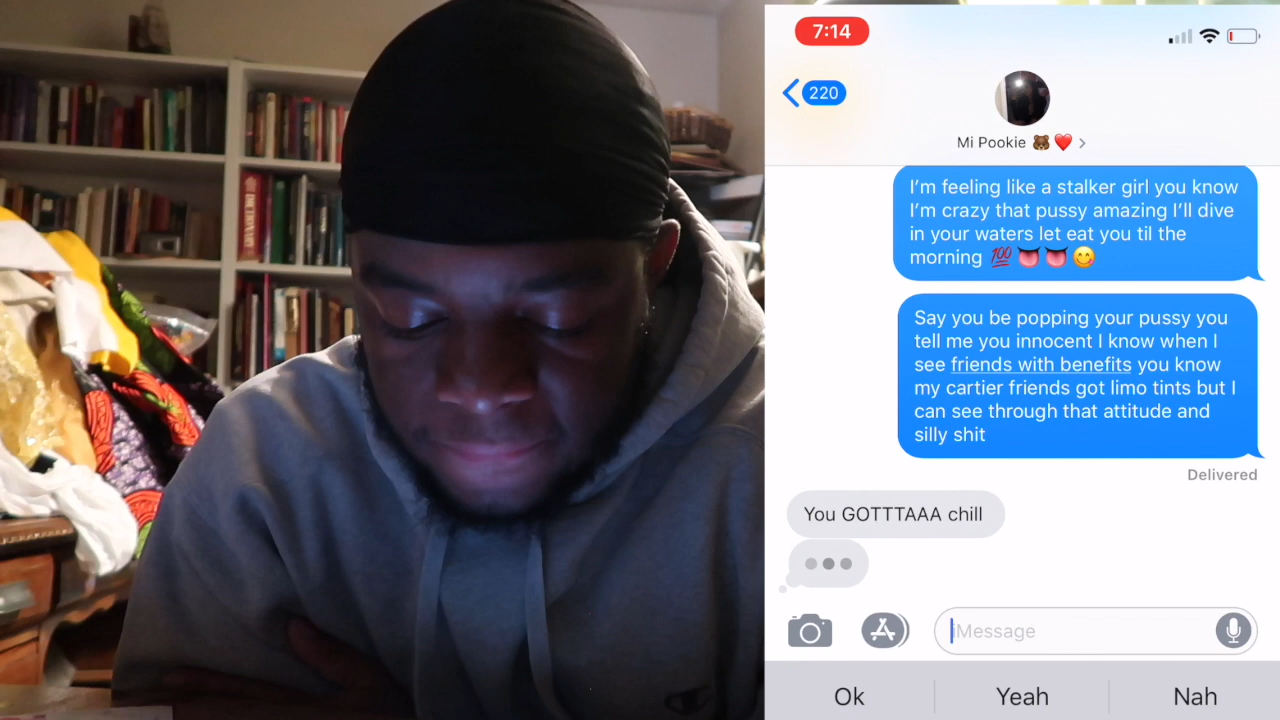 7:14
220
Mi Pookie 🐻❤️ >
I'm feeling like a stalker girl you know
I'm crazy that pussy amazing I'll dive
in your waters let eat you til the
morning 💯👅👅😋
Say you be popping your pussy you
tell me you innocent I know when I
see friends with benefits you know
my cartier friends got limo tints but I
can see through that attitude and
silly shit
Delivered
You GOTTTAAA chill
Message
Ok Yeah Nah
DICTIONARY